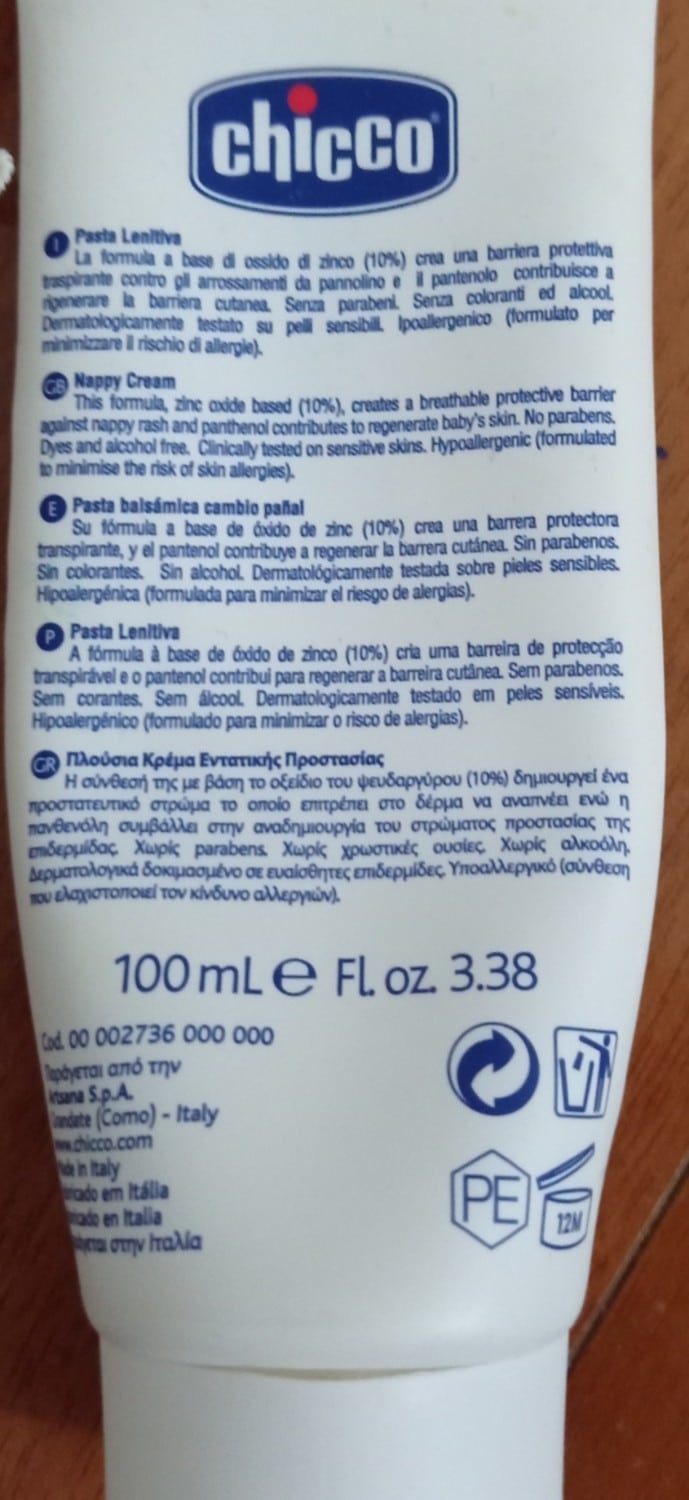 chicco
I Pasta Lenitiva
La formula a base di ossido di zinco (10%) crea una barriera protettiva
traspirante contro gli arrossamenti da pannolino e il pantenolo contribuisce a
rigenerare la barriera cutanea. Senza parabeni. Senza coloranti ed alcool.
Dermatologicamente testato su pelli sensibili. Ipoallergenico (formulato per
minimizzare il rischio di allergie).
GB Nappy Cream
This formula, zinc oxide based (10%), creates a breathable protective barrier
against nappy rash and panthenol contributes to regenerate baby's skin. No parabens.
Dyes and alcohol free. Clinically tested on sensitive skins. Hypoallergenic (formulated
to minimise the risk of skin allergies).
E Pasta balsámica cambio pañal
Su fórmula a base de óxido de zinc (10%) crea una barrera protectora
transpirante, y el pantenol contribuye a regenerar la barrera cutánea. Sin parabenos.
Sin colorantes. Sin alcohol. Dermatológicamente testada sobre pieles sensibles.
Hipoalergénica (formulada para minimizar el riesgo de alergias).
P Pasta Lenitiva
A fórmula à base de óxido de zinco (10%) cria uma barreira de protecção
transpirável e o pantenol contribui para regenerar a barreira cutânea. Sem parabenos.
Sem corantes. Sem álcool. Dermatologicamente testado em peles sensíveis.
Hipoalergénico (formulado para minimizar o risco de alergias).
GR Πλούσια Κρέμα Εντατικής Προστασίας
Η σύνθεσή της με βάση το οξείδιο του ψευδαργύρου (10%) δημιουργεί ένα
προστατευτικό στρώμα το οποίο επιτρέπει στο δέρμα να αναπνέει ενώ η
πανθενόλη συμβάλλει στην αναδημιουργία του στρώματος προστασίας της
επιδερμίδας. Χωρίς parabens. Χωρίς χρωστικές ουσίες. Χωρίς αλκοόλη.
Δερματολογικά δοκιμασμένο σε ευαίσθητες επιδερμίδες. Υποαλλεργικό (σύνθεση
που ελαχιστοποιεί τον κίνδυνο αλλεργιών).
100 mL e Fl. oz. 3.38
Cod. 00 002736 000 000
Παράγεται από την
Artsana S.p.A.
Grandate (Como) - Italy
www.chicco.com
Made in Italy
em Itália
en Italia
στην Ιταλία
PE
12M